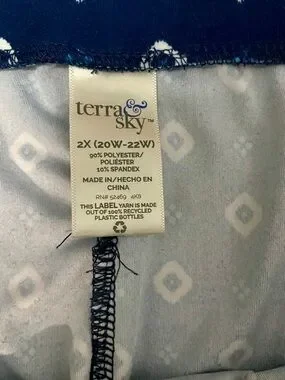 terra &
sky™
2X (20W-22W)
90% POLYESTER/
POLIÉSTER
10% SPANDEX
MADE IN/HECHO EN
CHINA
RN# 52469 4K8
THIS LABEL YARN IS MADE
OUT OF 100% RECYCLED
PLASTIC BOTTLES